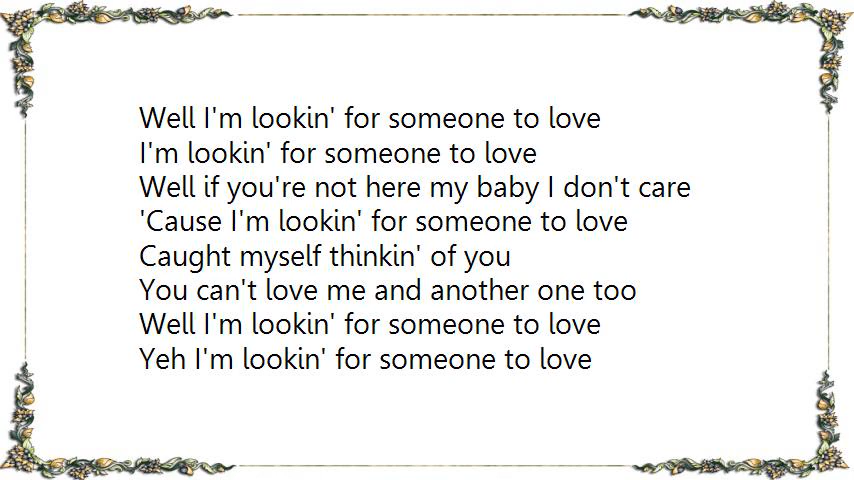 Well I'm lookin' for someone to love
I'm lookin' for someone to love
Well if you're not here my baby I don't care
'Cause I'm lookin' for someone to love
Caught myself thinkin' of you
You can't love me and another one too
Well I'm lookin' for someone to love
Yeh I'm lookin' for someone to love